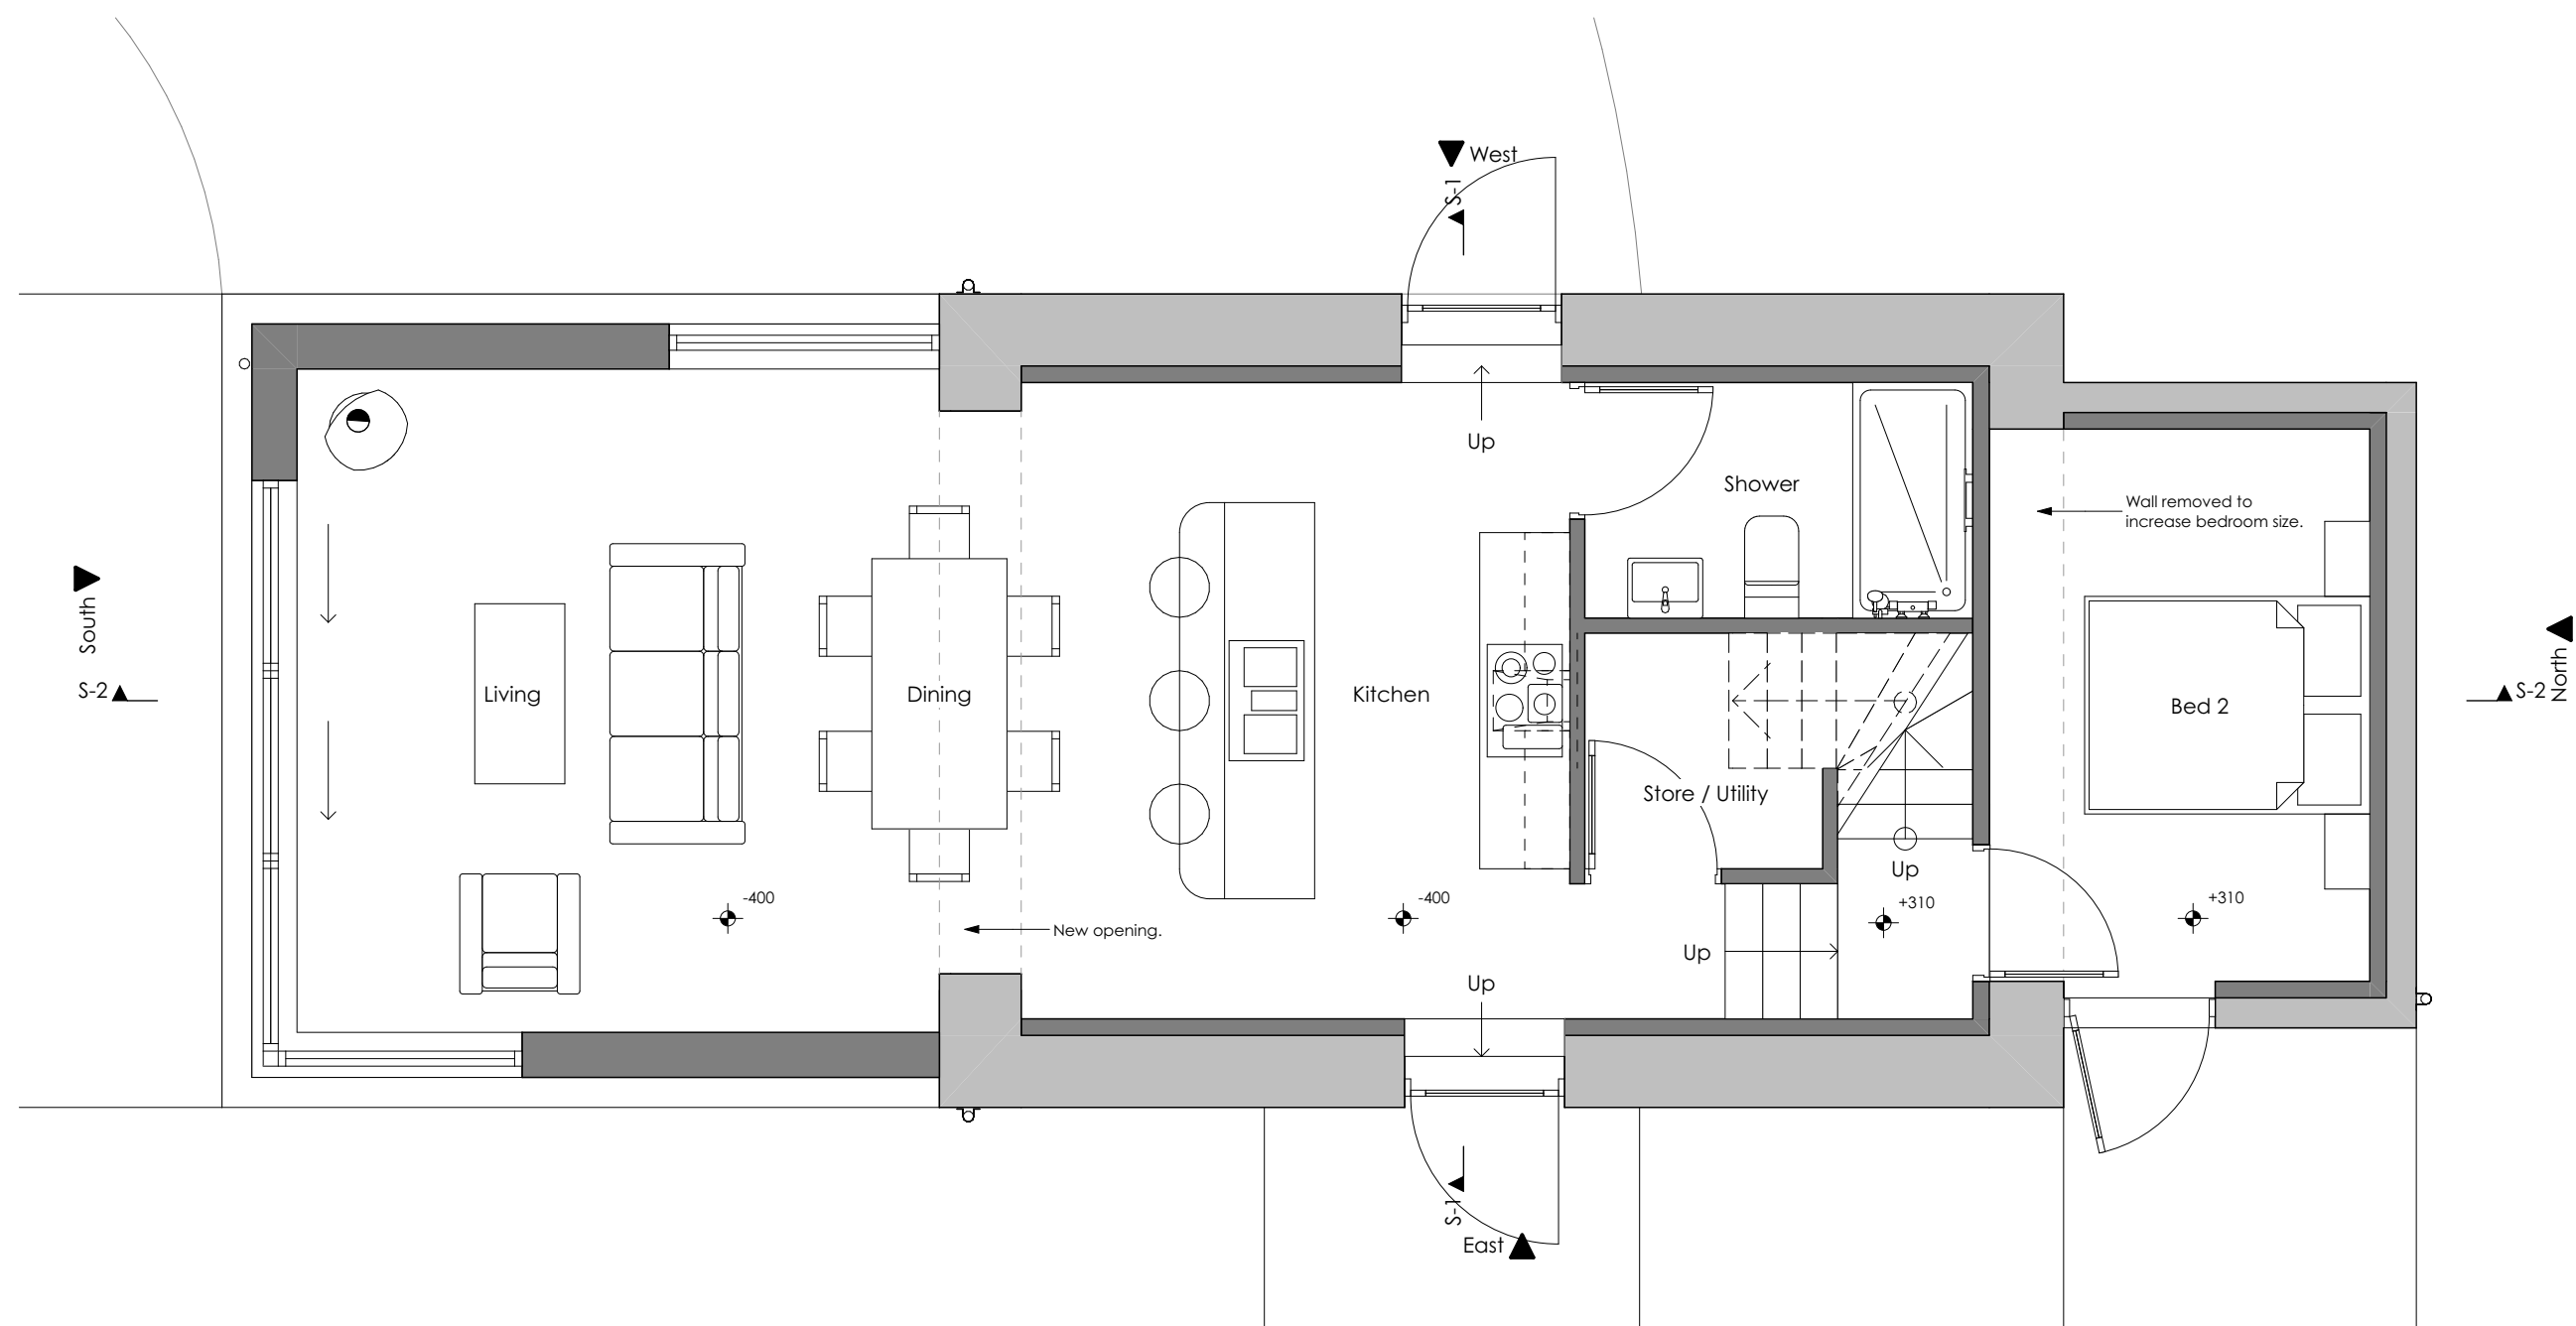 West
S-1
Up
Shower
Wall removed to
increase bedroom size.
South
S-2
Living
Dining
Kitchen
Bed 2
S-2
North
Store / Utility
Up
-400
-400
+310
+310
New opening.
Up
Up
S-1
East